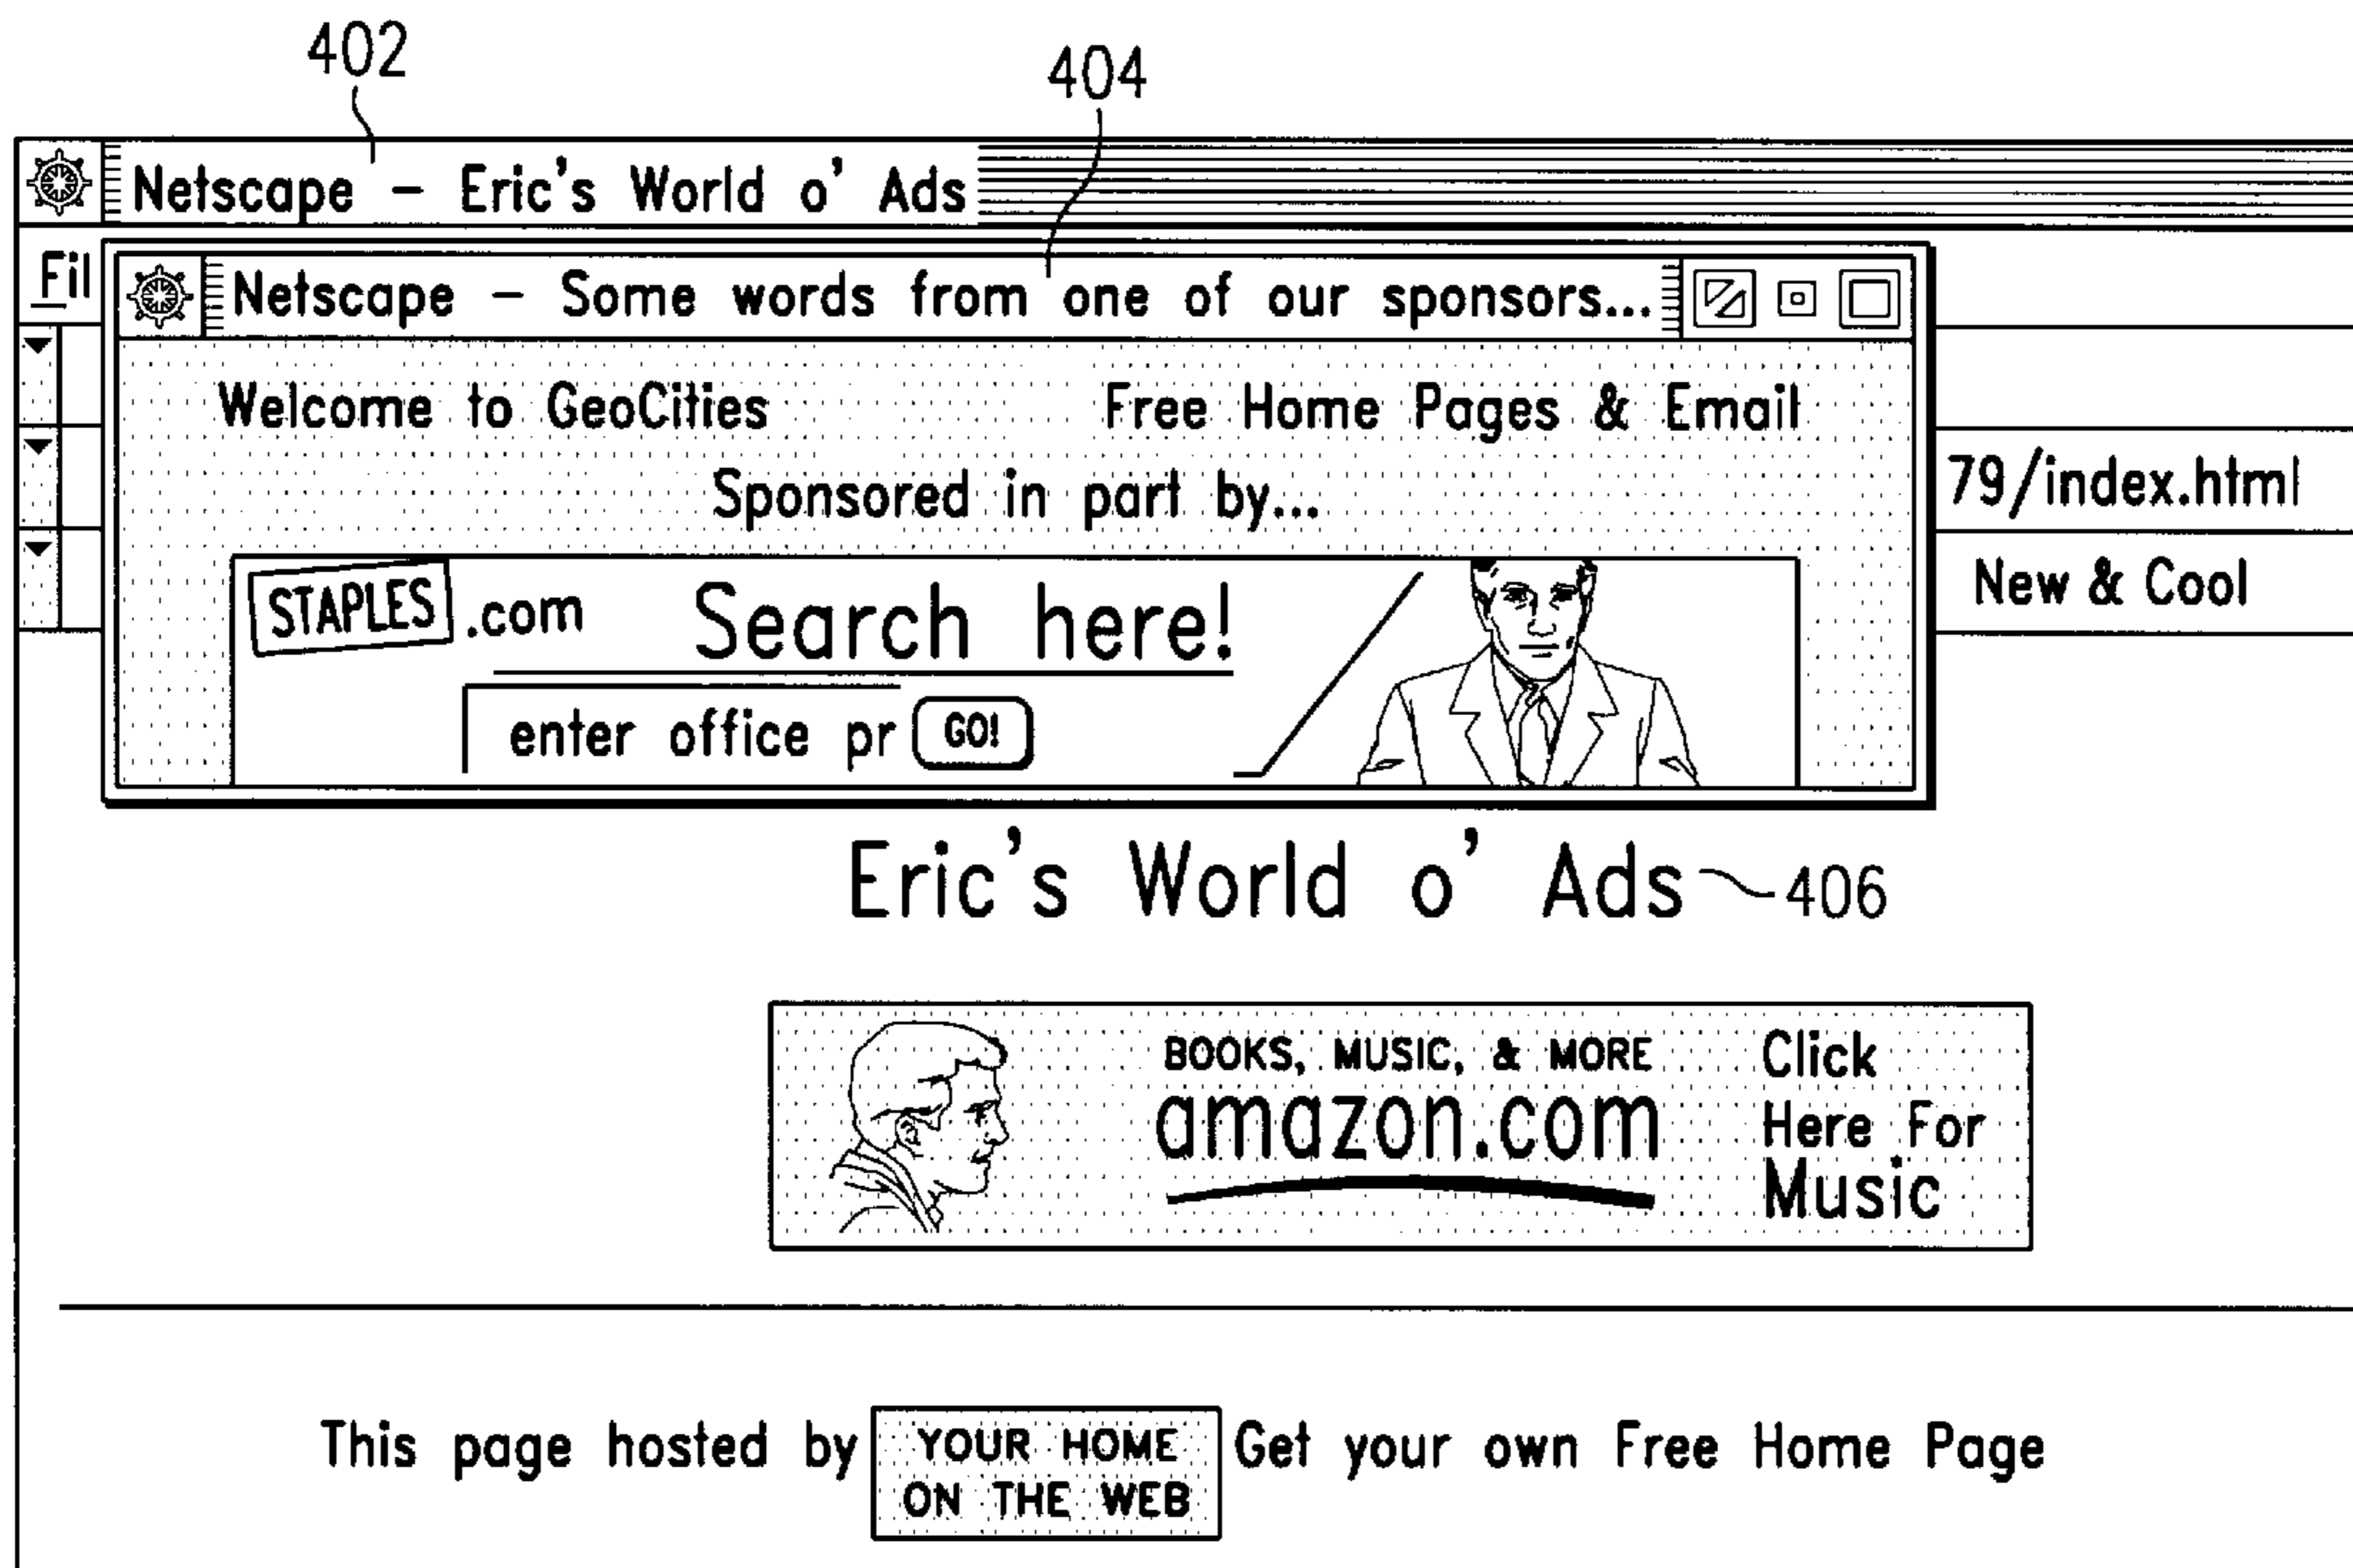 402
404
Netscape - Eric's World o' Ads
Fil
Netscape - Some words from one of our sponsors...
Welcome to GeoCities Free Home Pages & Email
Sponsored in part by...
79/index.html
New & Cool
STAPLES .com Search here!
enter office pr GO!
Eric's World o' Ads 406
BOOKS, MUSIC, & MORE
amazon.com
Click
Here For
Music
This page hosted by YOUR HOME ON THE WEB Get your own Free Home Page